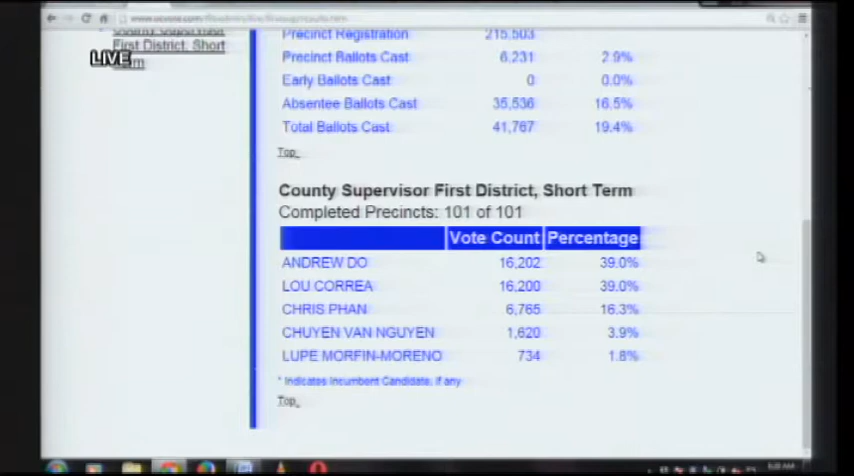 LIVE
First District, Short
Precinct Registration 215,503
Precinct Ballots Cast 6,231 2.9%
Early Ballots Cast 0 0.0%
Absentee Ballots Cast 35,536 16.5%
Total Ballots Cast 41,767 19.4%
Top
County Supervisor First District, Short Term
Completed Precincts: 101 of 101
Vote Count Percentage
ANDREW DO 16,202 39.0%
LOU CORREA 16,200 39.0%
CHRIS PHAN 6,765 16.3%
CHUYEN VAN NGUYEN 1,620 3.9%
LUPE MORFIN-MORENO 734 1.8%
* Indicates Incumbent Candidate, if any
Top